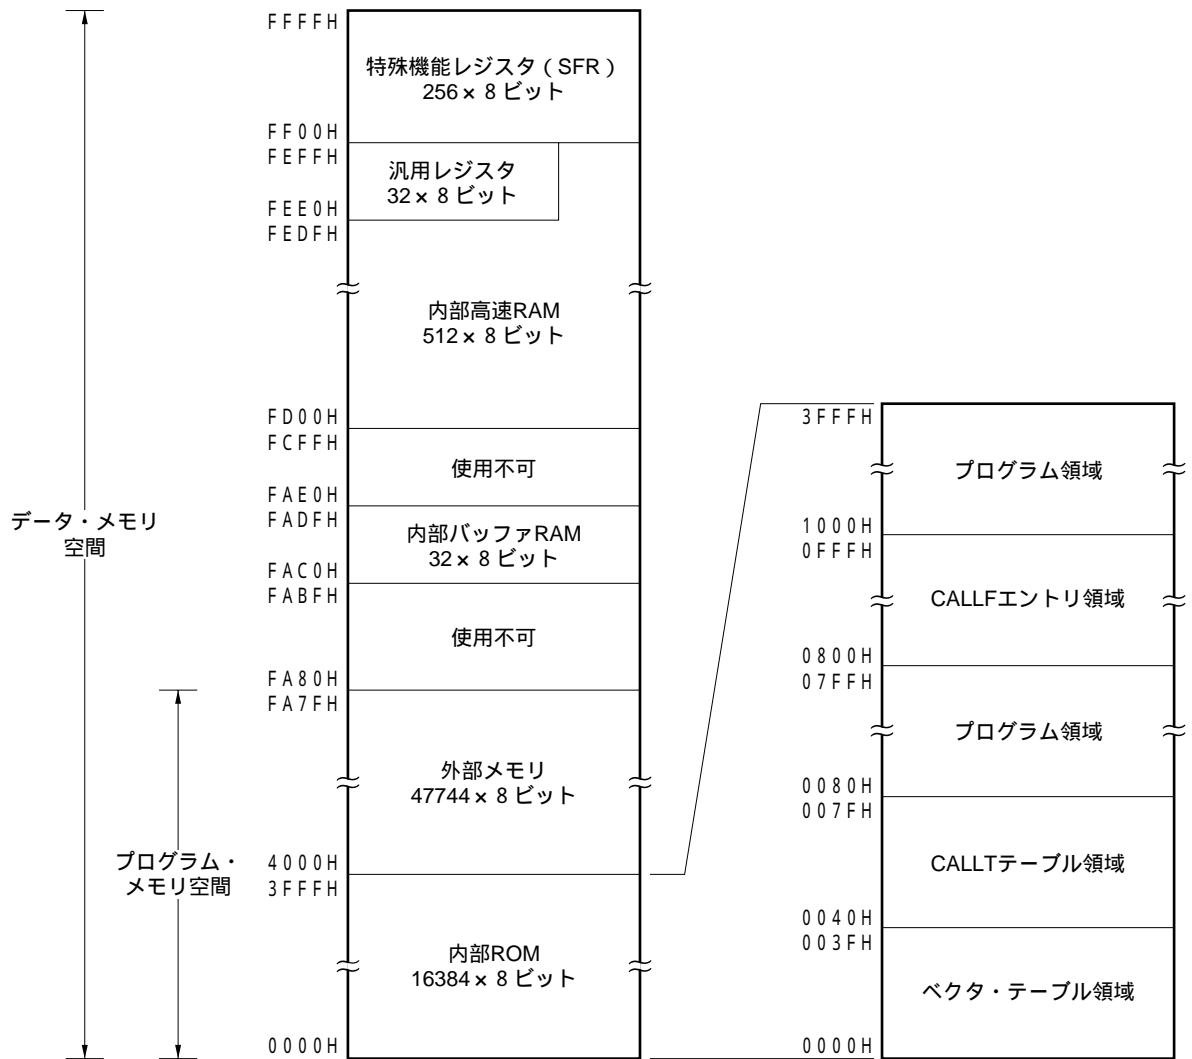 FFFFH
特殊機能レジスタ（SFR）
256×8ビット
FF00H
FEFFH
汎用レジスタ
32×8ビット
FEE0H
FEDFH
内部高速RAM
512×8ビット
FD00H
FCFFH
使用不可
FAE0H
FADFH
内部バッファRAM
32×8ビット
FAC0H
FABFH
使用不可
FA80H
FA7FH
外部メモリ
47744×8ビット
4000H
3FFFH
内部ROM
16384×8ビット
0000H
データ・メモリ
空間
プログラム・
メモリ空間
3FFFH
プログラム領域
1000H
0FFFH
CALLFエントリ領域
0800H
07FFH
プログラム領域
0080H
007FH
CALLTテーブル領域
0040H
003FH
ベクタ・テーブル領域
0000H